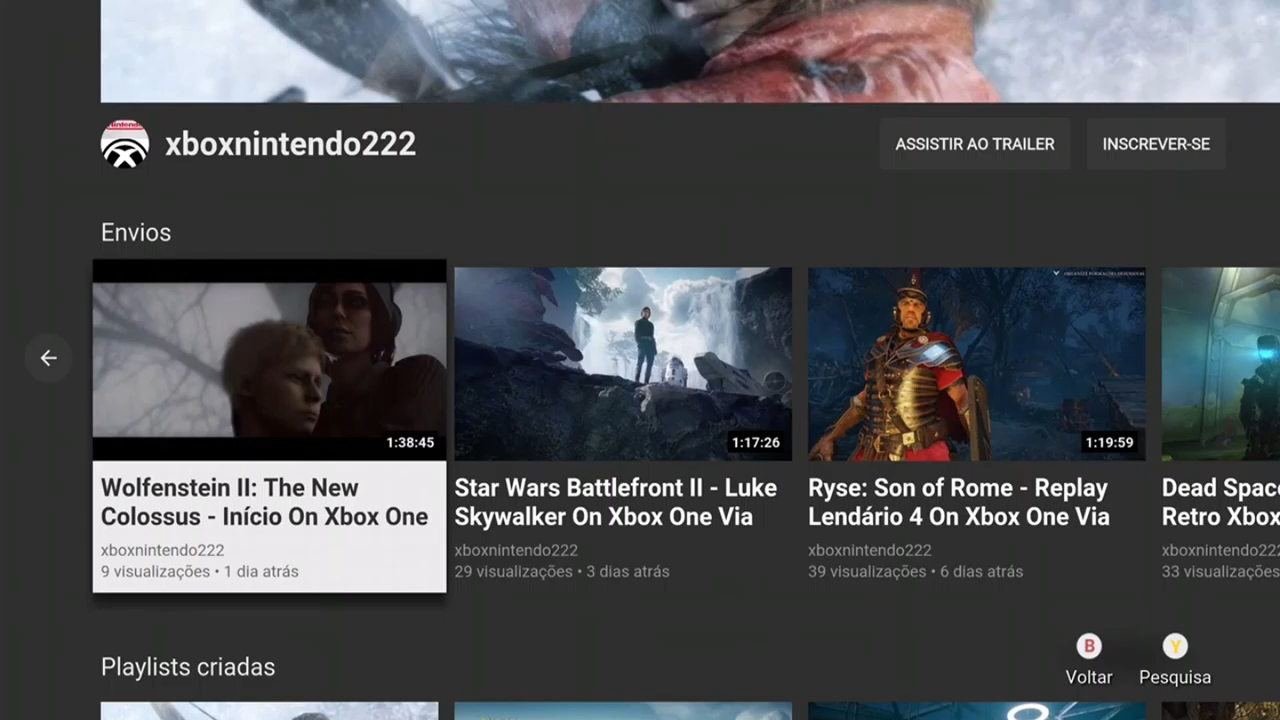 xboxnintendo222
ASSISTIR AO TRAILER
INSCREVER-SE
Envios
1:38:45
1:17:26
1:19:59
Wolfenstein II: The New
Colossus - Início On Xbox One
xboxnintendo222
9 visualizações • 1 dia atrás
Star Wars Battlefront II - Luke
Skywalker On Xbox One Via
xboxnintendo222
29 visualizações • 3 dias atrás
Ryse: Son of Rome - Replay
Lendário 4 On Xbox One Via
xboxnintendo222
39 visualizações • 6 dias atrás
Dead Space
Retro Xbox
xboxnintendo222
33 visualizações
Playlists criadas
B
Voltar
Y
Pesquisa